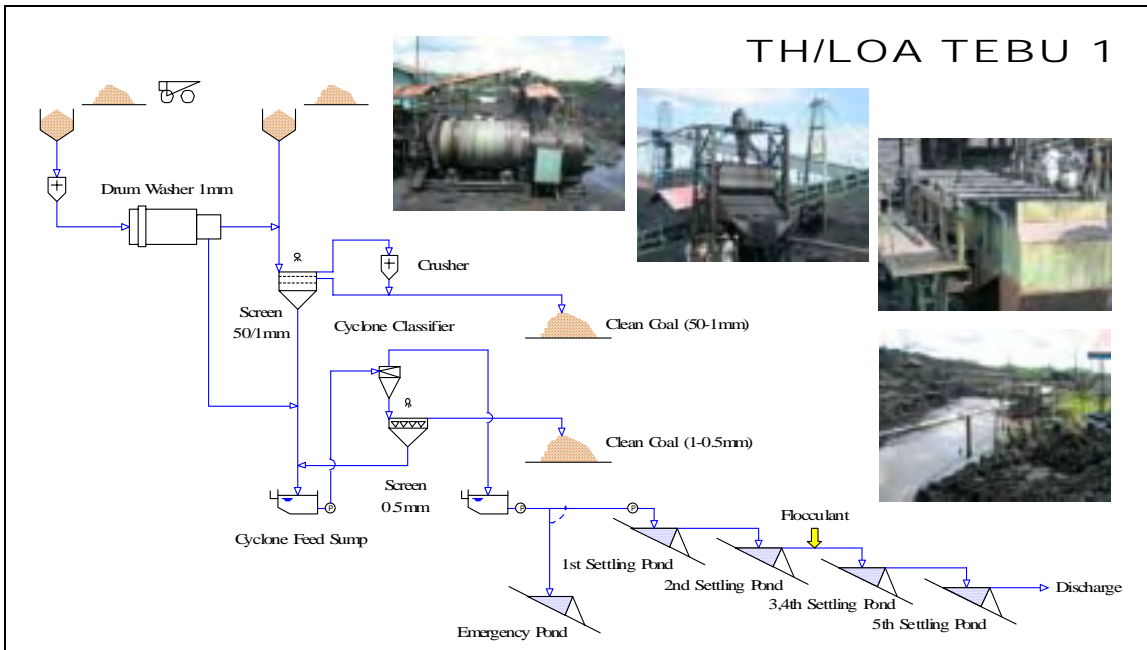 TH/LOA TEBU 1
Drum Washer 1mm
Crusher
Screen
50/1mm
Cyclone Classifier
Clean Coal (50-1mm)
Clean Coal (1-0.5mm)
Screen
0.5mm
P
P
P
Cyclone Feed Sump
Flocculant
1st Settling Pond
2nd Settling Pond
3,4th Settling Pond
5th Settling Pond
Discharge
Emergency Pond